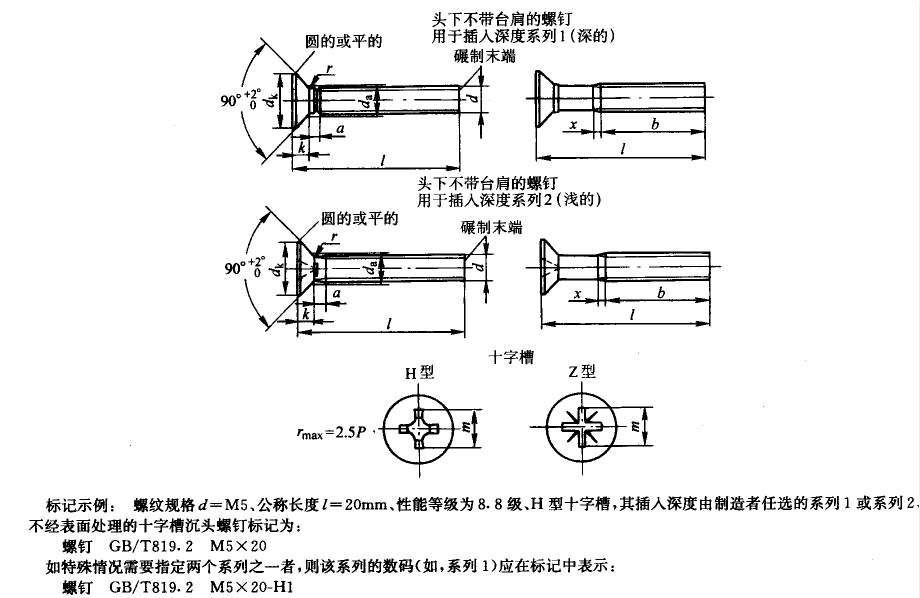 头下不带台肩的螺钉
用于插入深度系列1(深的)
圆的或平的
碾制末端
r
90° +2° 0
dk
da
d
a
k
l
x
b
l
头下不带台肩的螺钉
用于插入深度系列2(浅的)
圆的或平的
碾制末端
r
90° +2° 0
dk
da
d
a
k
l
x
b
l
十字槽
H型
Z型
rmax=2.5P
m
m
标记示例: 螺纹规格d=M5、公称长度l=20mm、性能等级为8.8级、H型十字槽,其插入深度由制造者任选的系列1或系列2、
不经表面处理的十字槽沉头螺钉标记为:
螺钉 GB/T819.2 M5×20
如特殊情况需要指定两个系列之一者,则该系列的数码(如,系列1)应在标记中表示:
螺钉 GB/T819.2 M5×20-H1